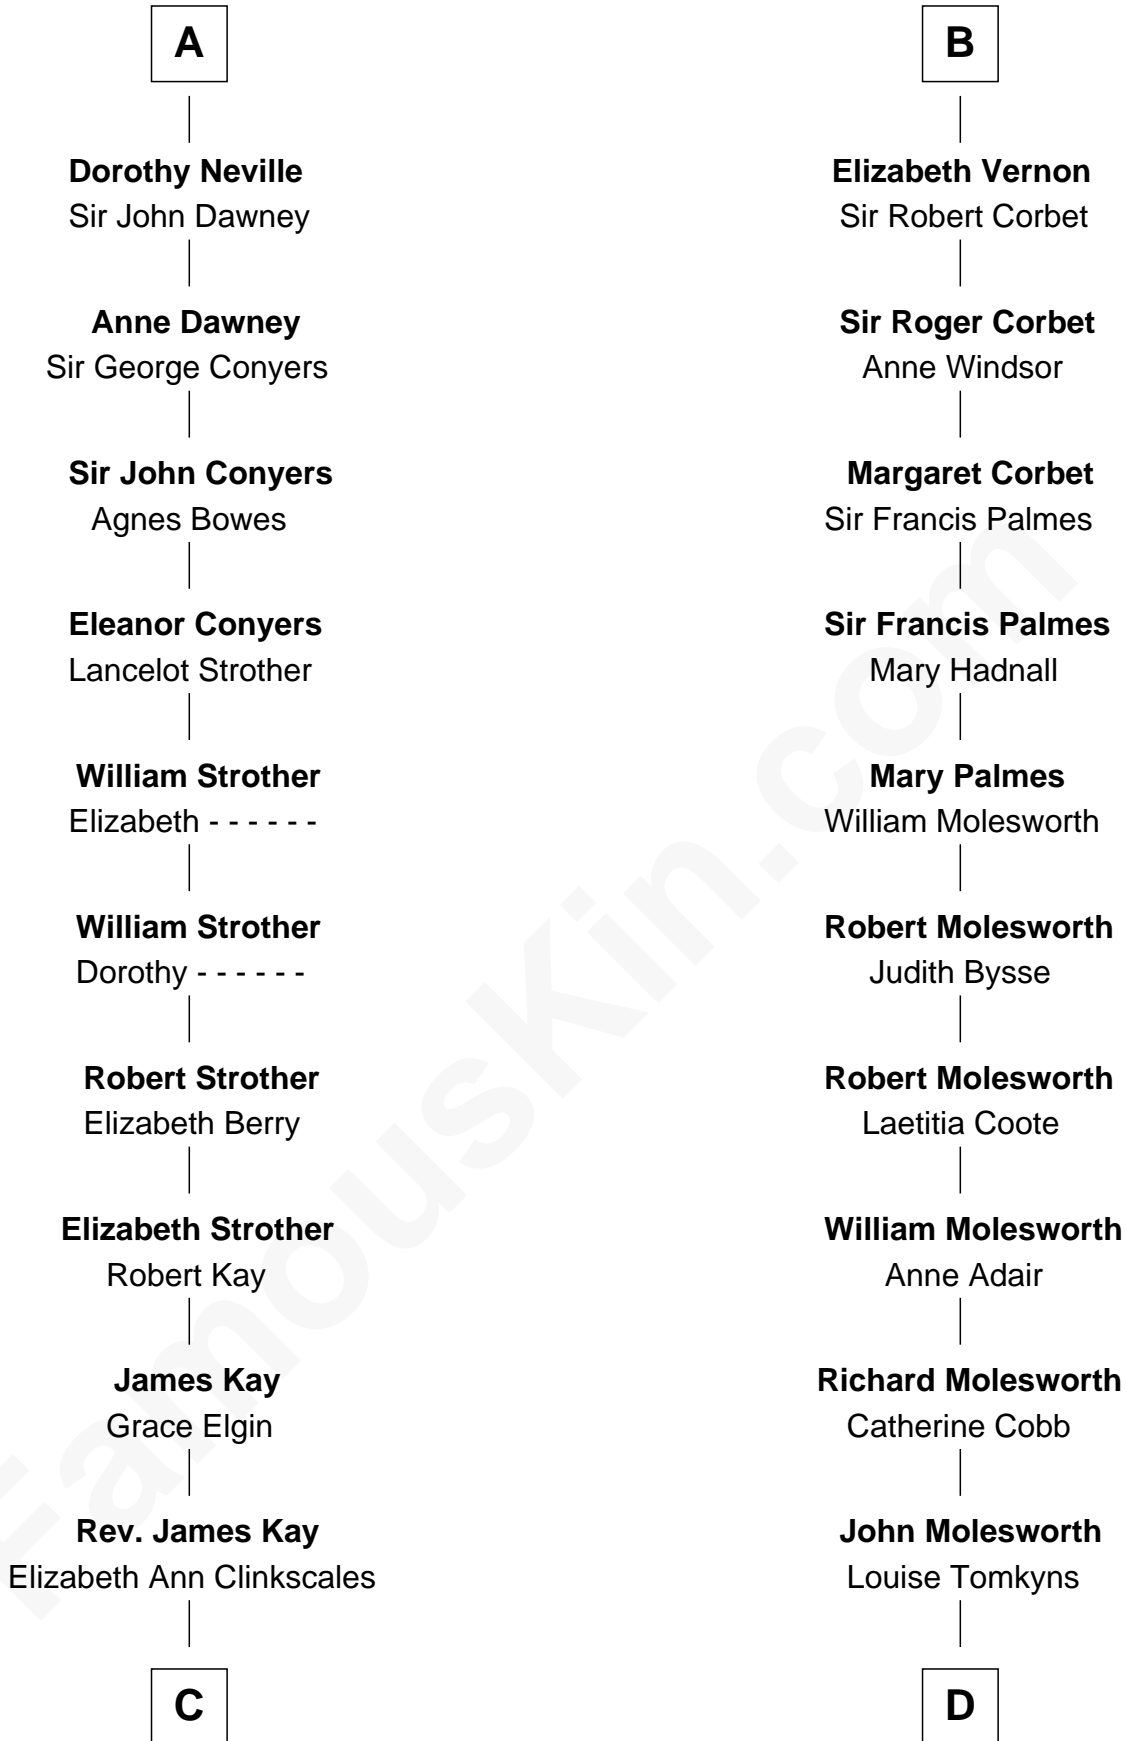 A
Dorothy Neville
Sir John Dawney
Anne Dawney
Sir George Conyers
Sir John Conyers
Agnes Bowes
Eleanor Conyers
Lancelot Strother
William Strother
Elizabeth - - - - - -
William Strother
Dorothy - - - - - -
Robert Strother
Elizabeth Berry
Elizabeth Strother
Robert Kay
James Kay
Grace Elgin
Rev. James Kay
Elizabeth Ann Clinkscales
C
B
Elizabeth Vernon
Sir Robert Corbet
Sir Roger Corbet
Anne Windsor
Margaret Corbet
Sir Francis Palmes
Sir Francis Palmes
Mary Hadnall
Mary Palmes
William Molesworth
Robert Molesworth
Judith Bysse
Robert Molesworth
Laetitia Coote
William Molesworth
Anne Adair
Richard Molesworth
Catherine Cobb
John Molesworth
Louise Tomkyns
D
FamousKin.com